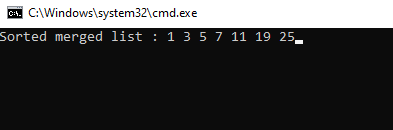 C:\Windows\system32\cmd.exe
Sorted merged list : 1 3 5 7 11 19 25